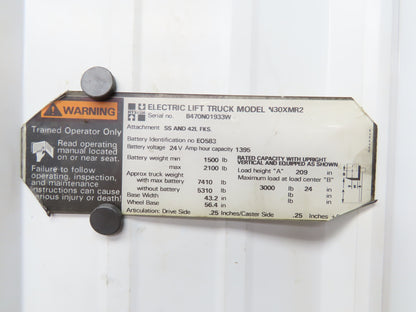 WARNING
Trained Operator Only
Read operating
manual located
on or near seat.
Failure to follow
operating, inspection,
and maintenance
instructions can cause
serious injury or death!
ELECTRIC LIFT TRUCK MODEL N30XMR2
Serial no. B470N01933W
Attachment SS AND 42L FKS.
Battery Identification no EO583
Battery voltage 24 V Amp hour capacity 1395
Battery weight min 1500 lb
max 2100 lb
Approx truck weight
with max battery 7410 lb
without battery 5310 lb
Base Width 43.2 in
Wheel Base 56.4 in
Articulation: Drive Side .25 Inches/Caster Side .25 Inches
RATED CAPACITY WITH UPRIGHT
VERTICAL AND EQUIPPED AS SHOWN:
Load height "A" 209 in
Maximum load at load center "B"
3000 lb 24 in
lb in
lb in
lb in